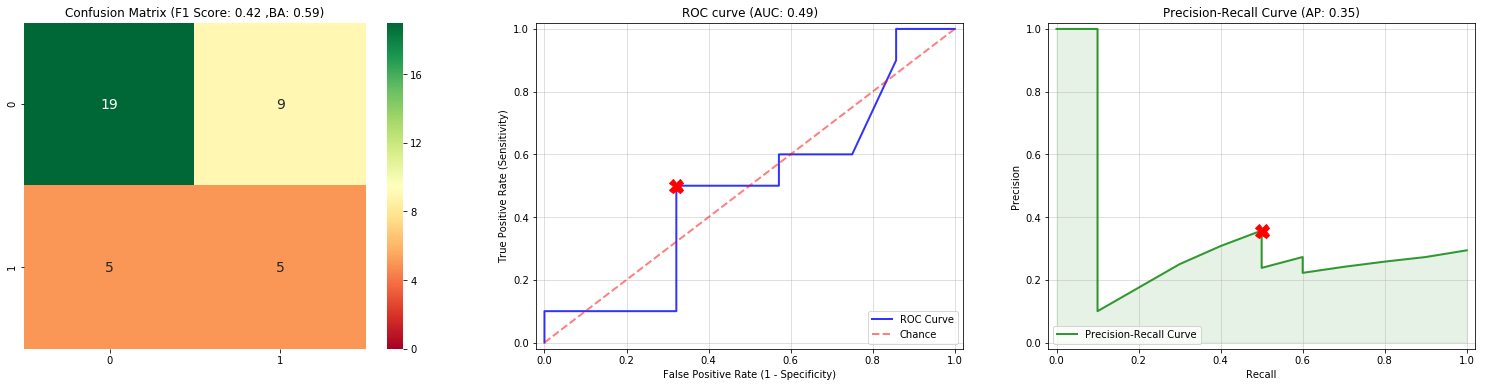 Confusion Matrix (F1 Score: 0.42 ,BA: 0.59)
0
1
19
9
5
5
0
1
16
12
8
4
0
ROC curve (AUC: 0.49)
True Positive Rate (Sensitivity)
1.0
0.8
0.6
0.4
0.2
0.0
0.0 0.2 0.4 0.6 0.8 1.0
False Positive Rate (1 - Specificity)
ROC Curve
Chance
Precision-Recall Curve (AP: 0.35)
Precision
1.0
0.8
0.6
0.4
0.2
0.0
0.0 0.2 0.4 0.6 0.8 1.0
Recall
Precision-Recall Curve